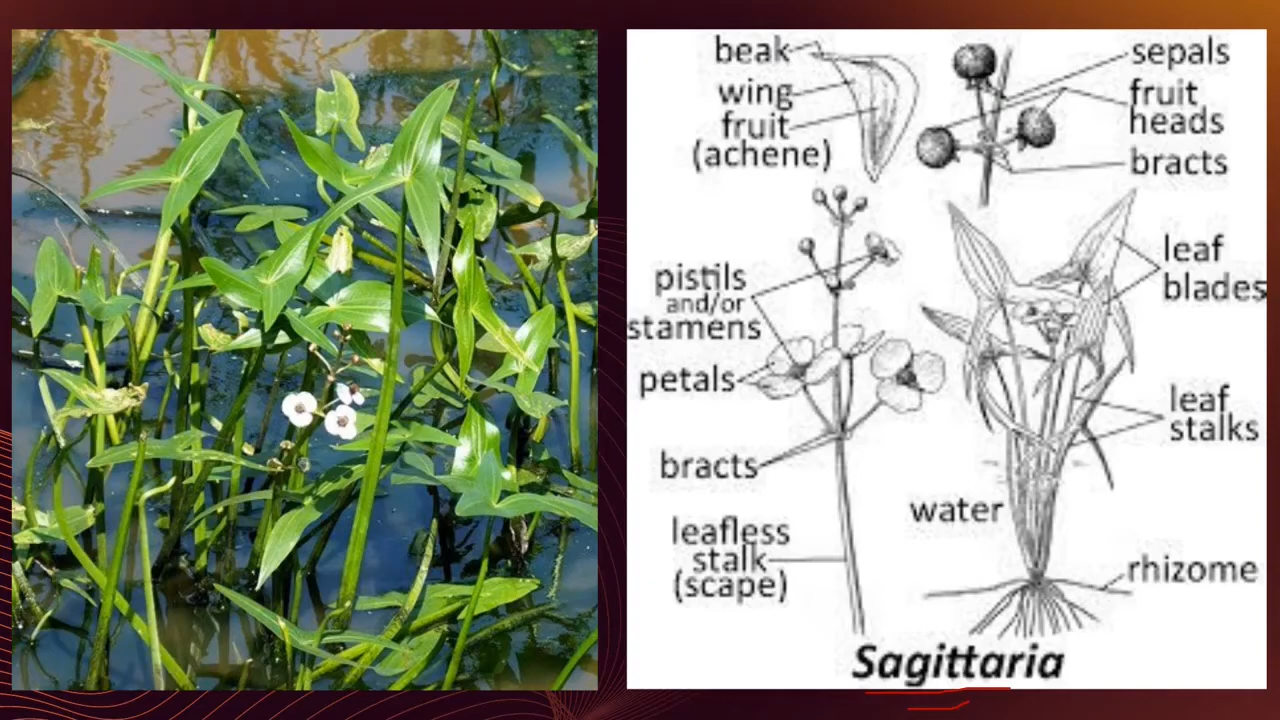 beak
wing
fruit
(achene)
sepals
fruit
heads
bracts
pistils
and/or
stamens
petals
bracts
leafless
stalk
(scape)
leaf
blades
leaf
stalks
water
rhizome
Sagittaria